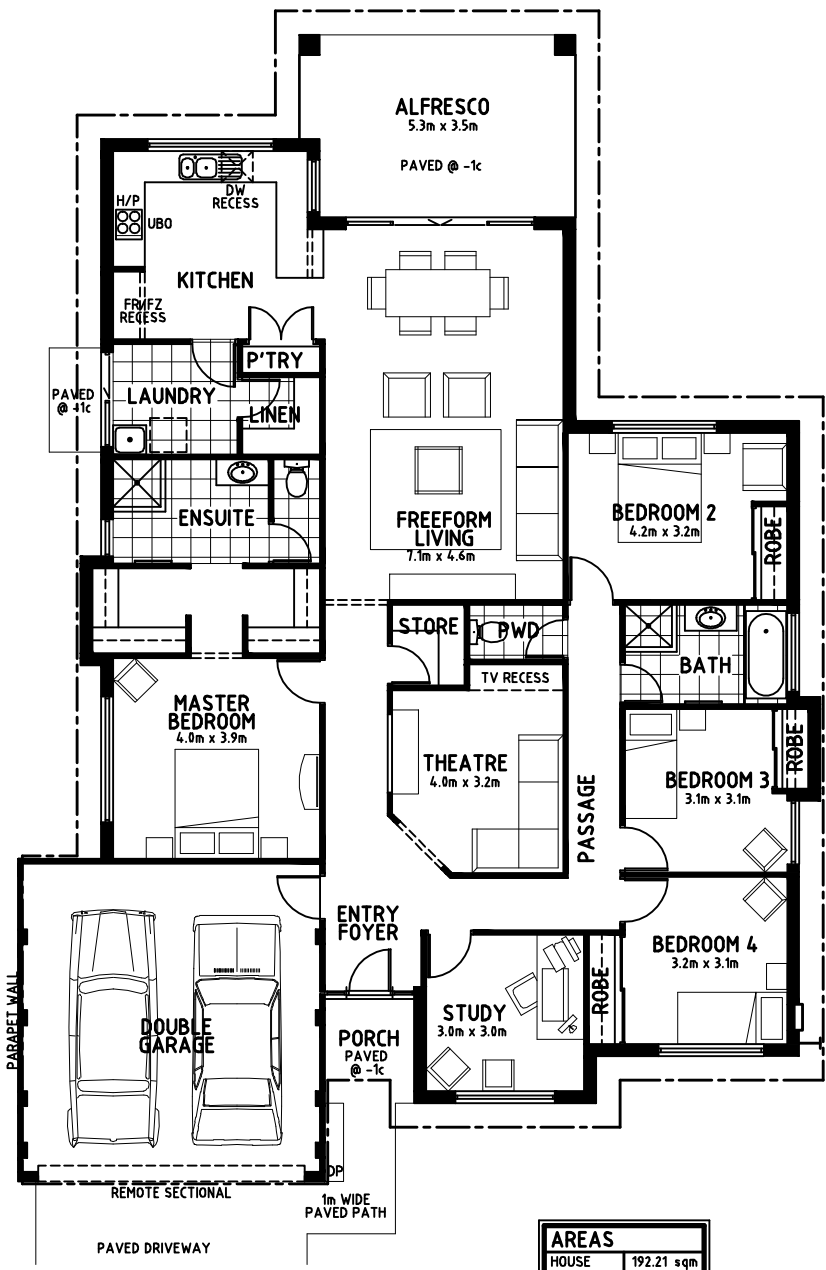 ALFRESCO
5.3m x 3.5m
PAVED @ -1c
DW
RECESS
H/P
UBO
KITCHEN
FR/FZ
RECESS
P'TRY
PAVED
@ -1c
LAUNDRY
LINEN
ENSUITE
FREEFORM
LIVING
7.1m x 4.6m
BEDROOM 2
4.2m x 3.2m
ROBE
STORE
PWD
BATH
TV RECESS
MASTER
BEDROOM
4.0m x 3.9m
THEATRE
4.0m x 3.2m
BEDROOM 3
3.1m x 3.1m
ROBE
PASSAGE
ENTRY
FOYER
BEDROOM 4
3.2m x 3.1m
ROBE
STUDY
3.0m x 3.0m
PARAPET WALL
DOUBLE
GARAGE
PORCH
PAVED
@ -1c
DP
REMOTE SECTIONAL
1m WIDE
PAVED PATH
PAVED DRIVEWAY
AREAS
HOUSE 192.21 sqm